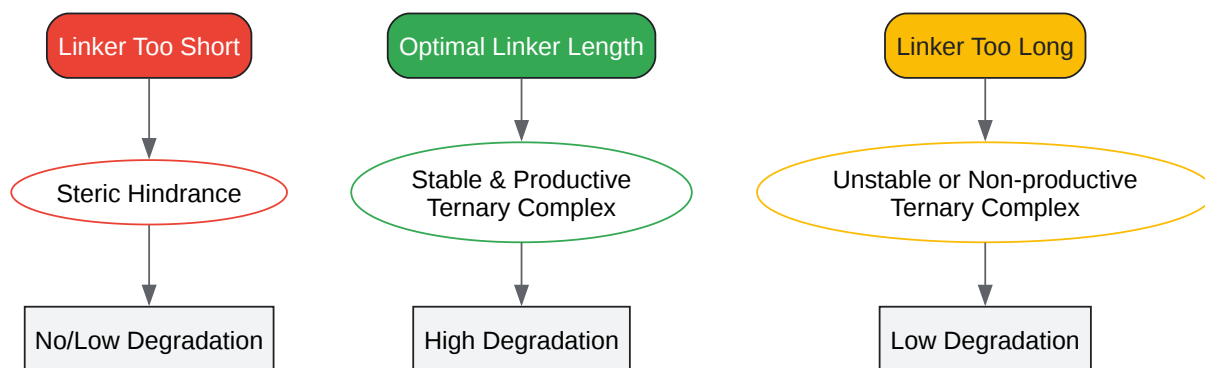 Linker Too Short
Optimal Linker Length
Linker Too Long
Steric Hindrance
Stable & Productive
Ternary Complex
Unstable or Non-productive
Ternary Complex
No/Low Degradation
High Degradation
Low Degradation